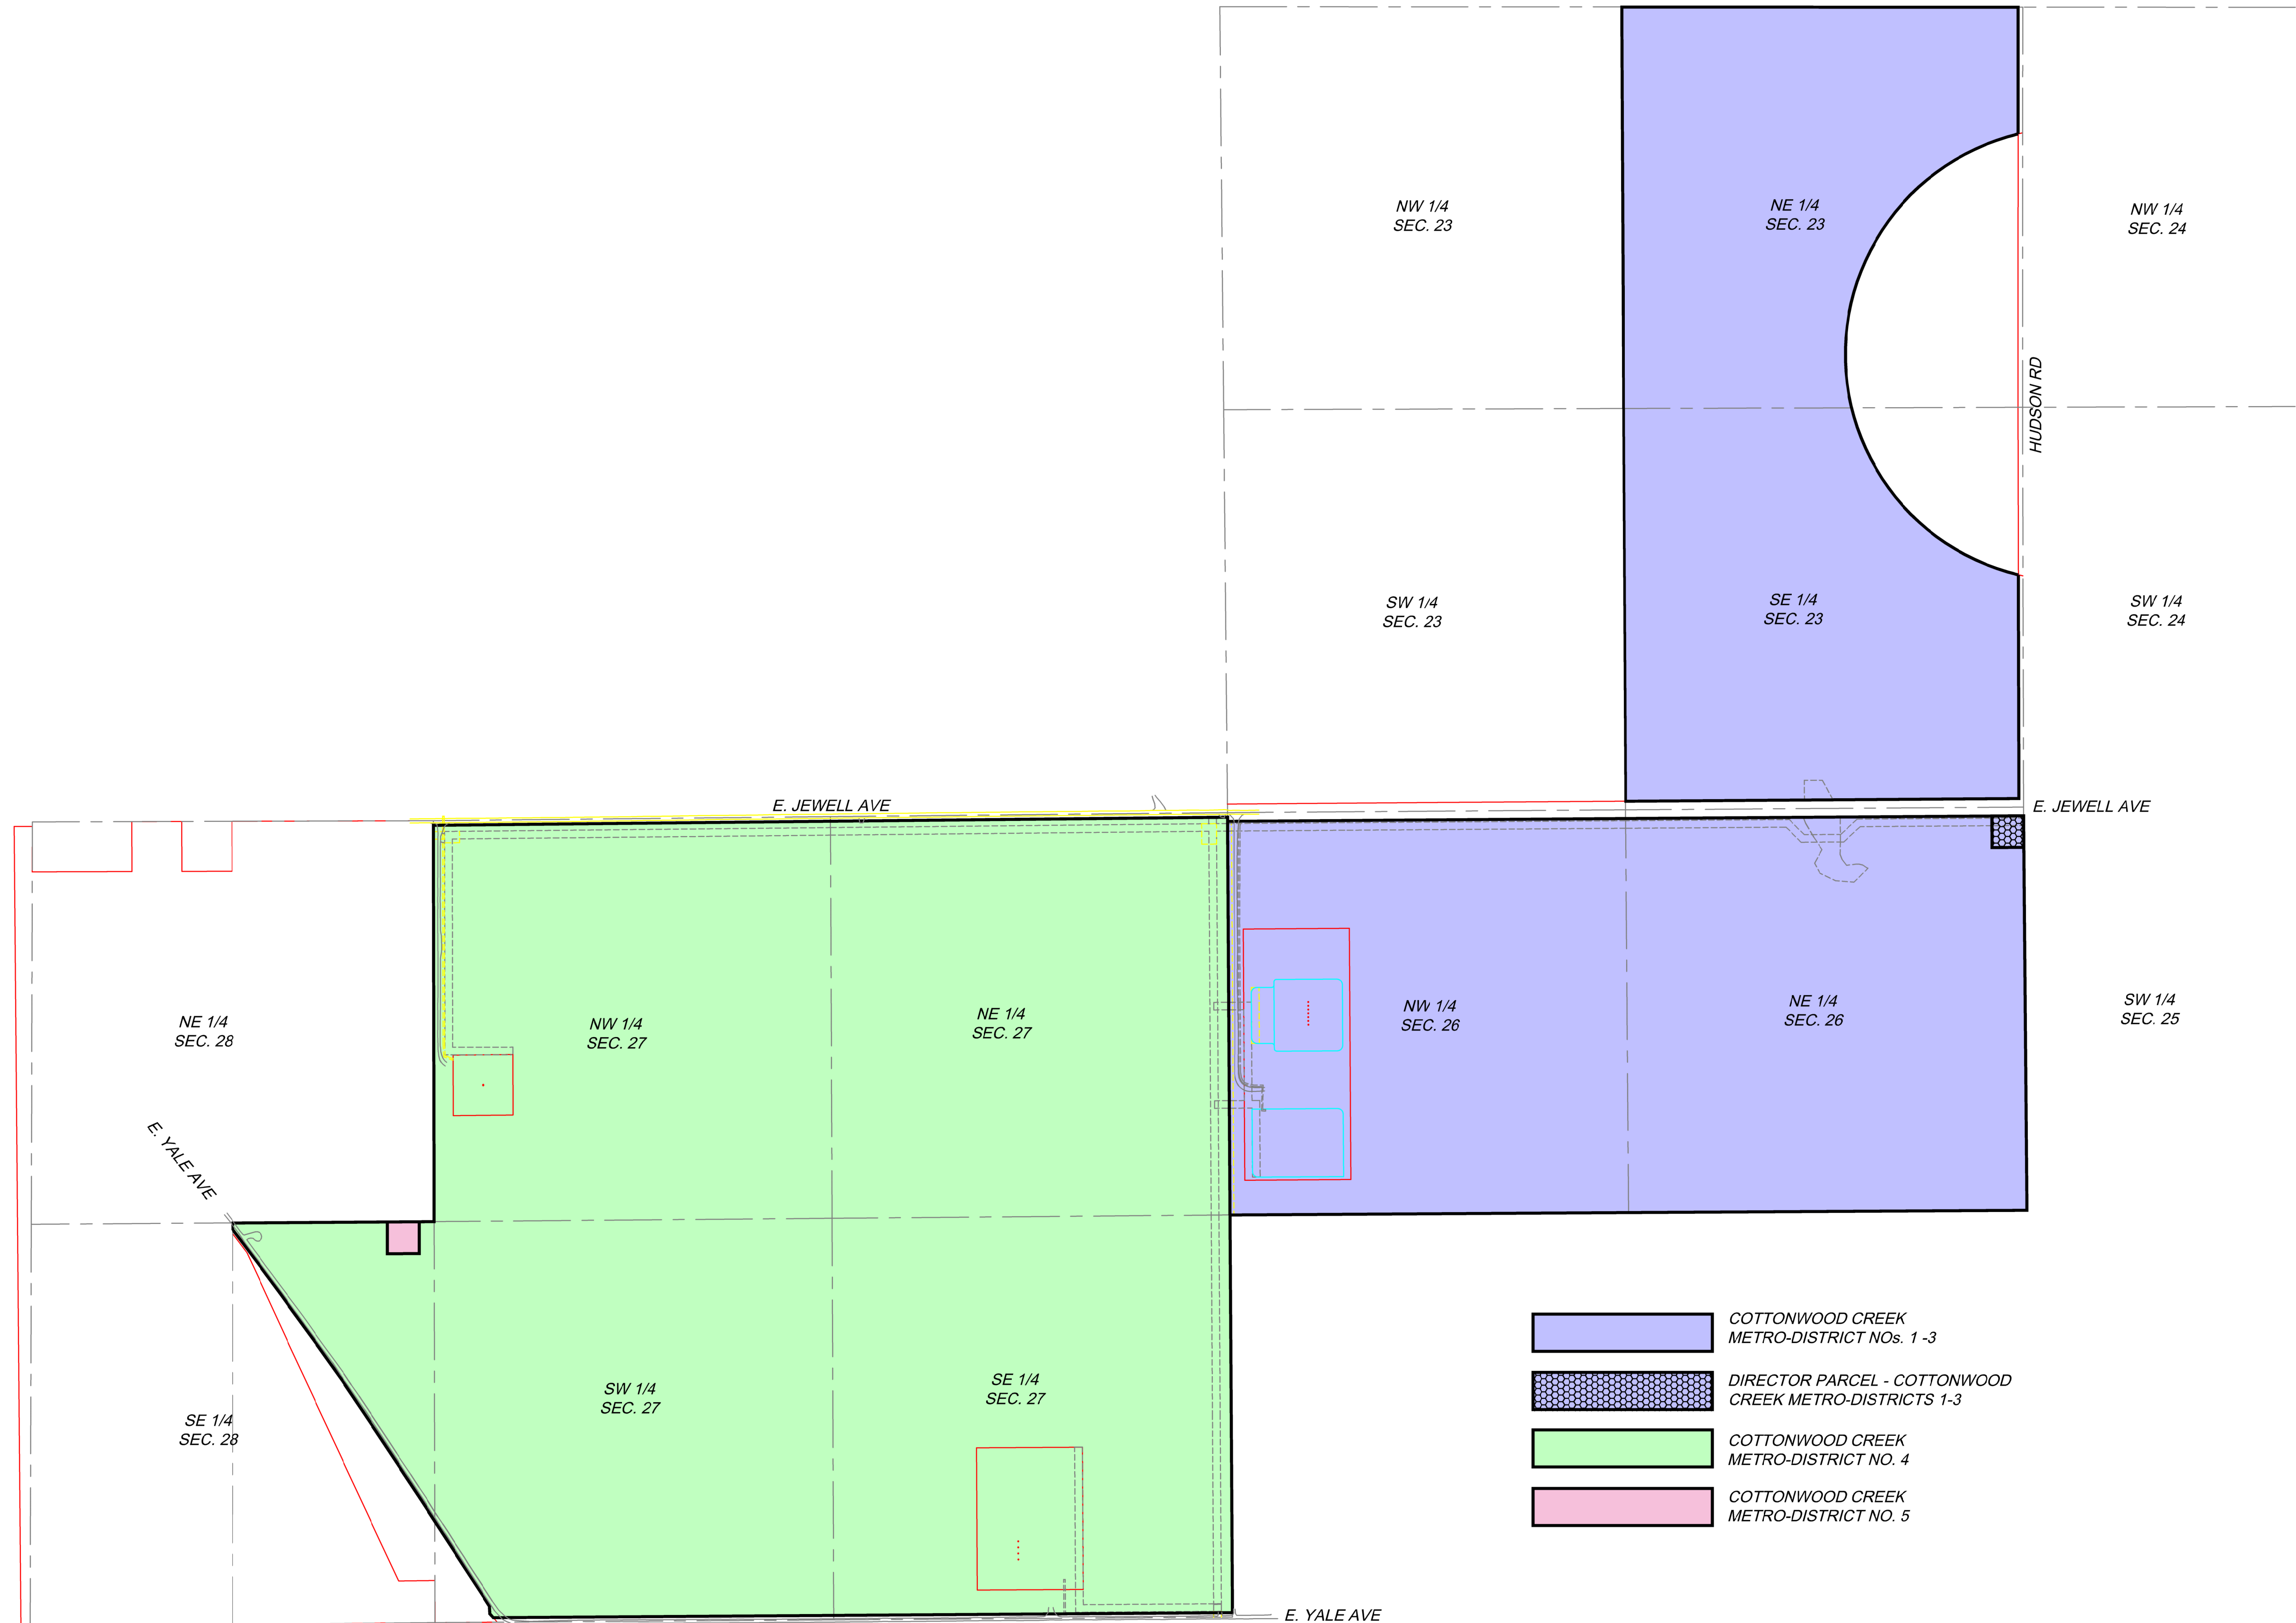 NW 1/4
SEC. 23
NE 1/4
SEC. 23
NW 1/4
SEC. 24
HUDSON RD
SW 1/4
SEC. 23
SE 1/4
SEC. 23
SW 1/4
SEC. 24
E. JEWELL AVE
E. JEWELL AVE
NE 1/4
SEC. 28
NW 1/4
SEC. 27
NE 1/4
SEC. 27
NW 1/4
SEC. 26
NE 1/4
SEC. 26
SW 1/4
SEC. 25
E. YALE AVE
SE 1/4
SEC. 28
SW 1/4
SEC. 27
SE 1/4
SEC. 27
COTTONWOOD CREEK
METRO-DISTRICT NOs. 1 -3
DIRECTOR PARCEL - COTTONWOOD
CREEK METRO-DISTRICTS 1-3
COTTONWOOD CREEK
METRO-DISTRICT NO. 4
COTTONWOOD CREEK
METRO-DISTRICT NO. 5
E. YALE AVE